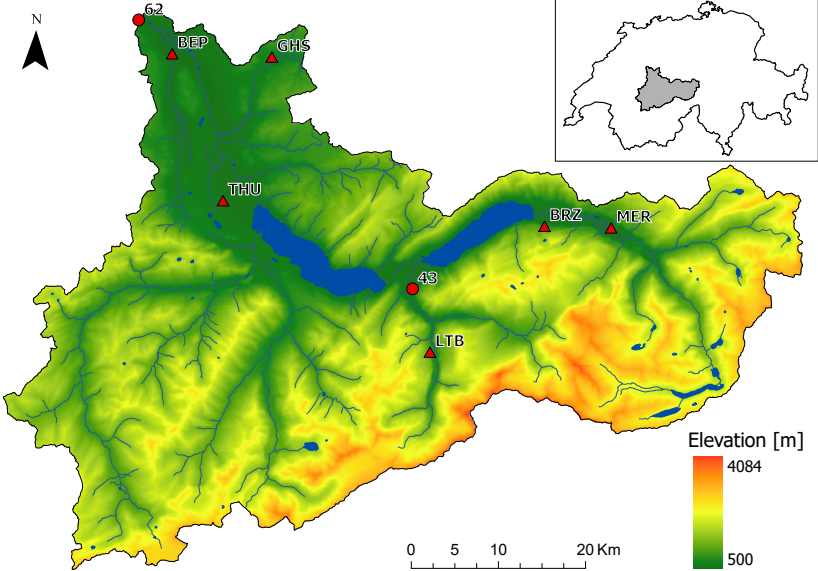 62
N
BEP
GHS
THU
BRZ
MER
43
LTB
Elevation [m]
4084
500
0 5 10 20 Km